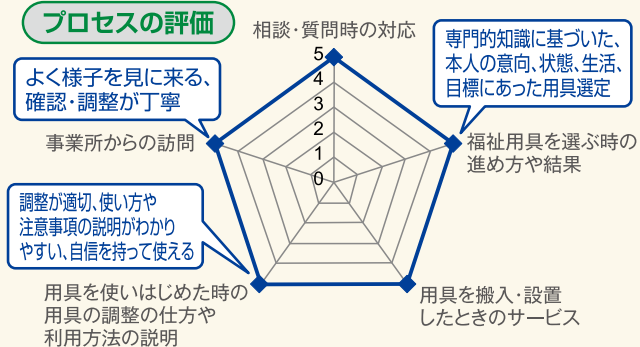 プロセスの評価
相談・質問時の対応
専門的知識に基づいた、
本人の意向、状態、生活、
目標にあった用具選定
よく様子を見に来る、
確認・調整が丁寧
5
4
3
2
1
0
事業所からの訪問
福祉用具を選ぶ時の
進め方や結果
調整が適切、使い方や
注意事項の説明がわかり
やすい、自信を持って使える
用具を使いはじめた時の
用具の調整の仕方や
利用方法の説明
用具を搬入・設置
したときのサービス